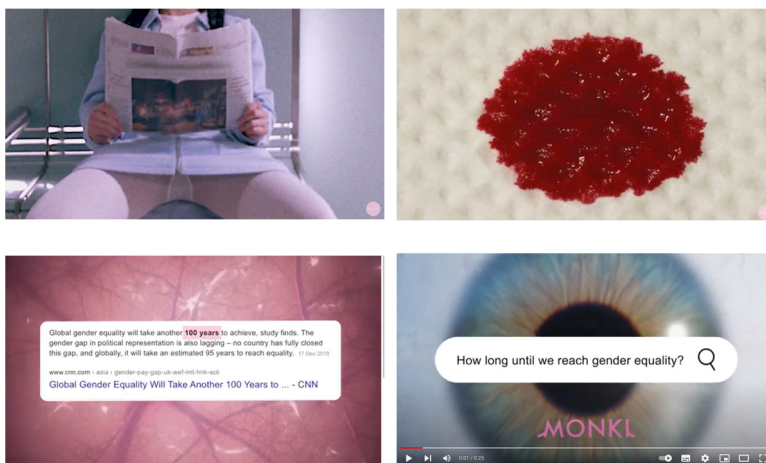 Global gender equality will take another 100 years to achieve, study finds. The
gender gap in political representation is also lagging – no country has fully closed
this gap, and globally, it will take an estimated 95 years to reach equality. 17 Dec 2019
www.cnn.com › asia › gender-pay-gap-uk-wef-intl-hnk-scli
Global Gender Equality Will Take Another 100 Years to ... - CNN
How long until we reach gender equality?
MONKI
0:01 / 0:25